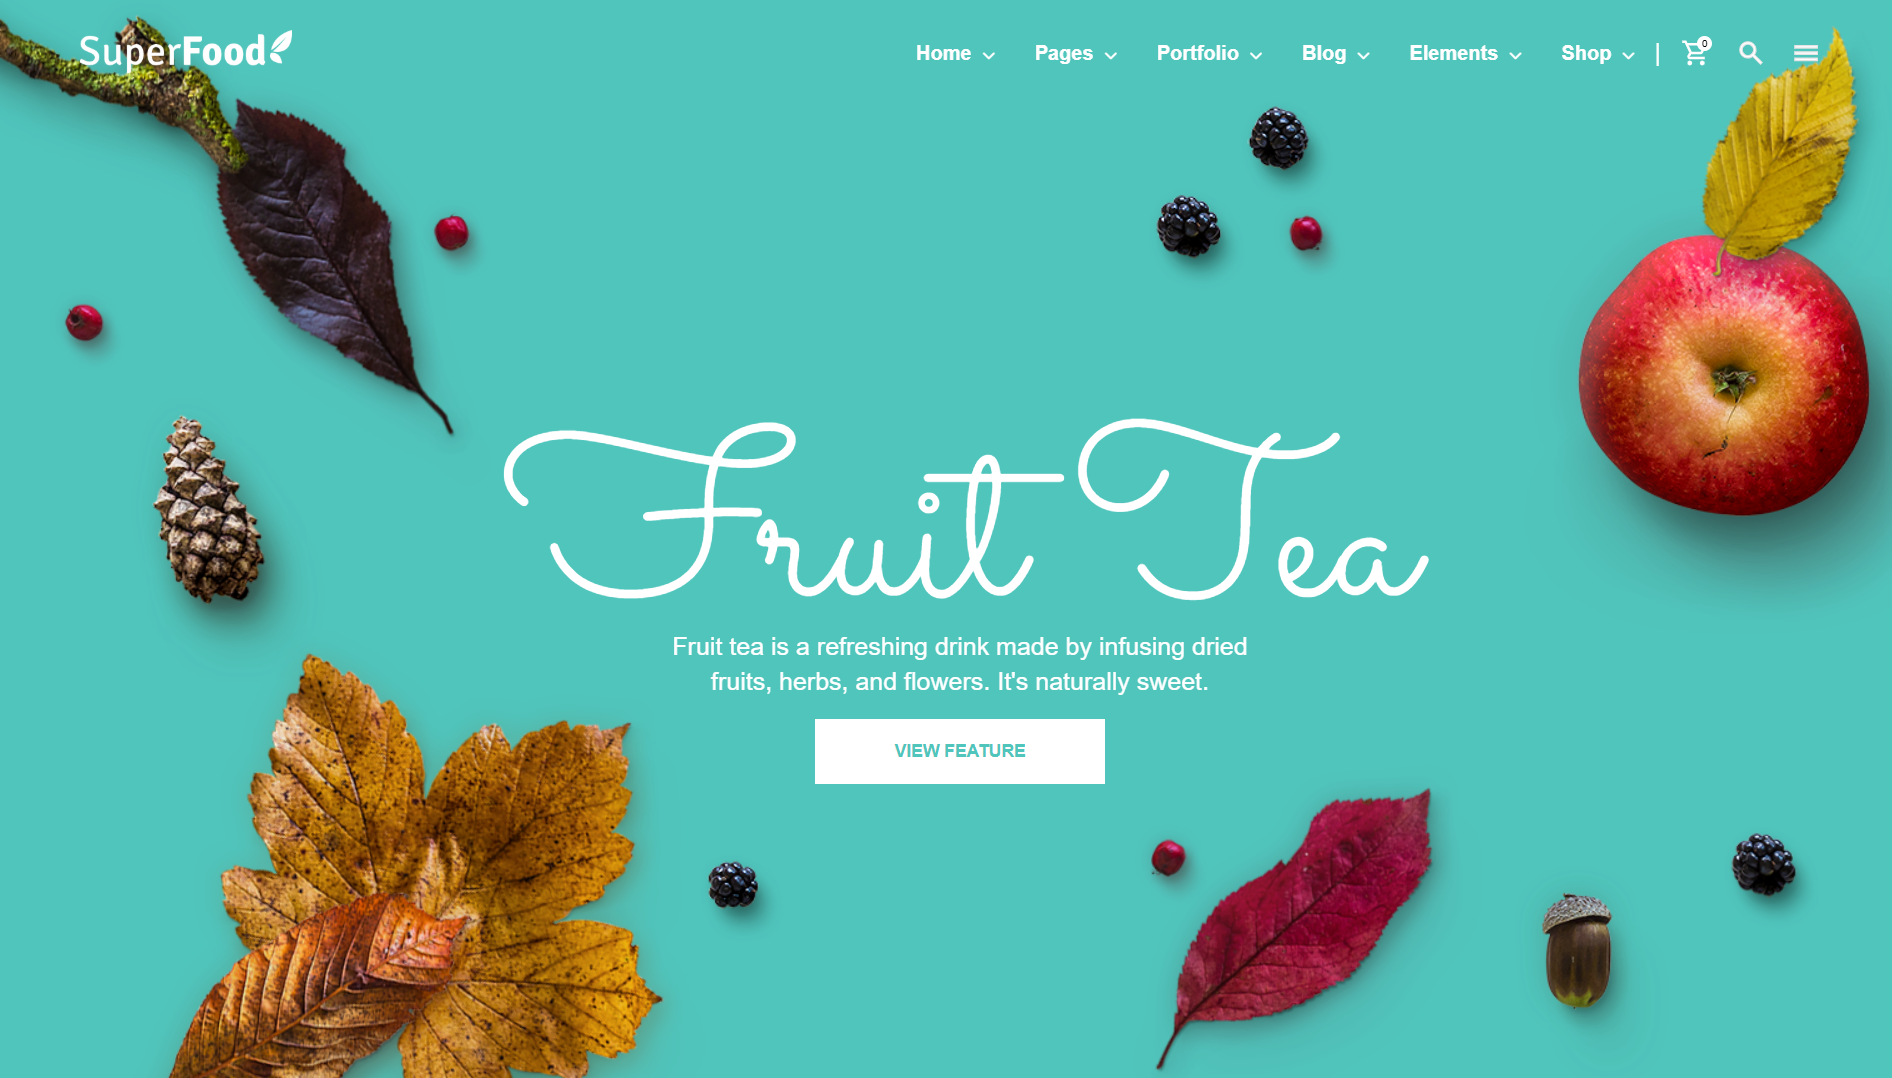 SuperFood
Home Pages Portfolio Blog Elements Shop | 0
Fruit Tea
Fruit tea is a refreshing drink made by infusing dried
fruits, herbs, and flowers. It's naturally sweet.
VIEW FEATURE